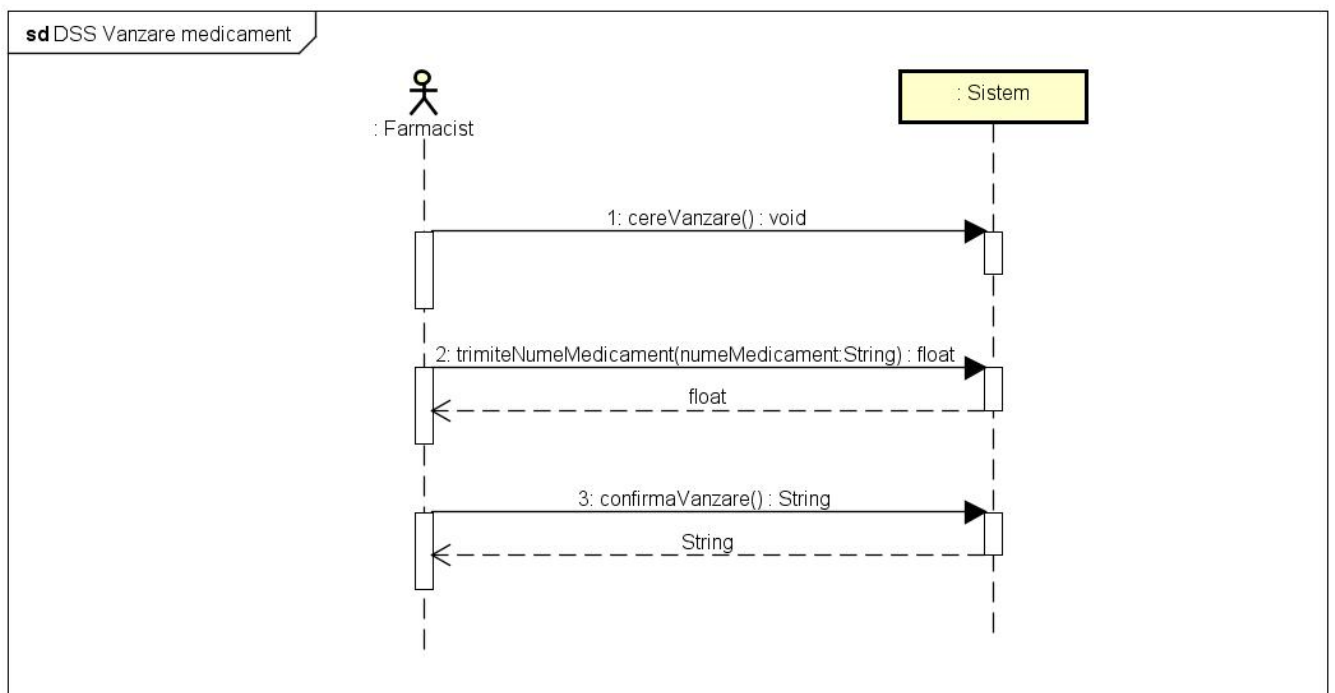 sd DSS Vanzare medicament
: Farmacist
: Sistem
1: cereVanzare() : void
2: trimiteNumeMedicament(numeMedicament:String) : float
float
3: confirmaVanzare() : String
String